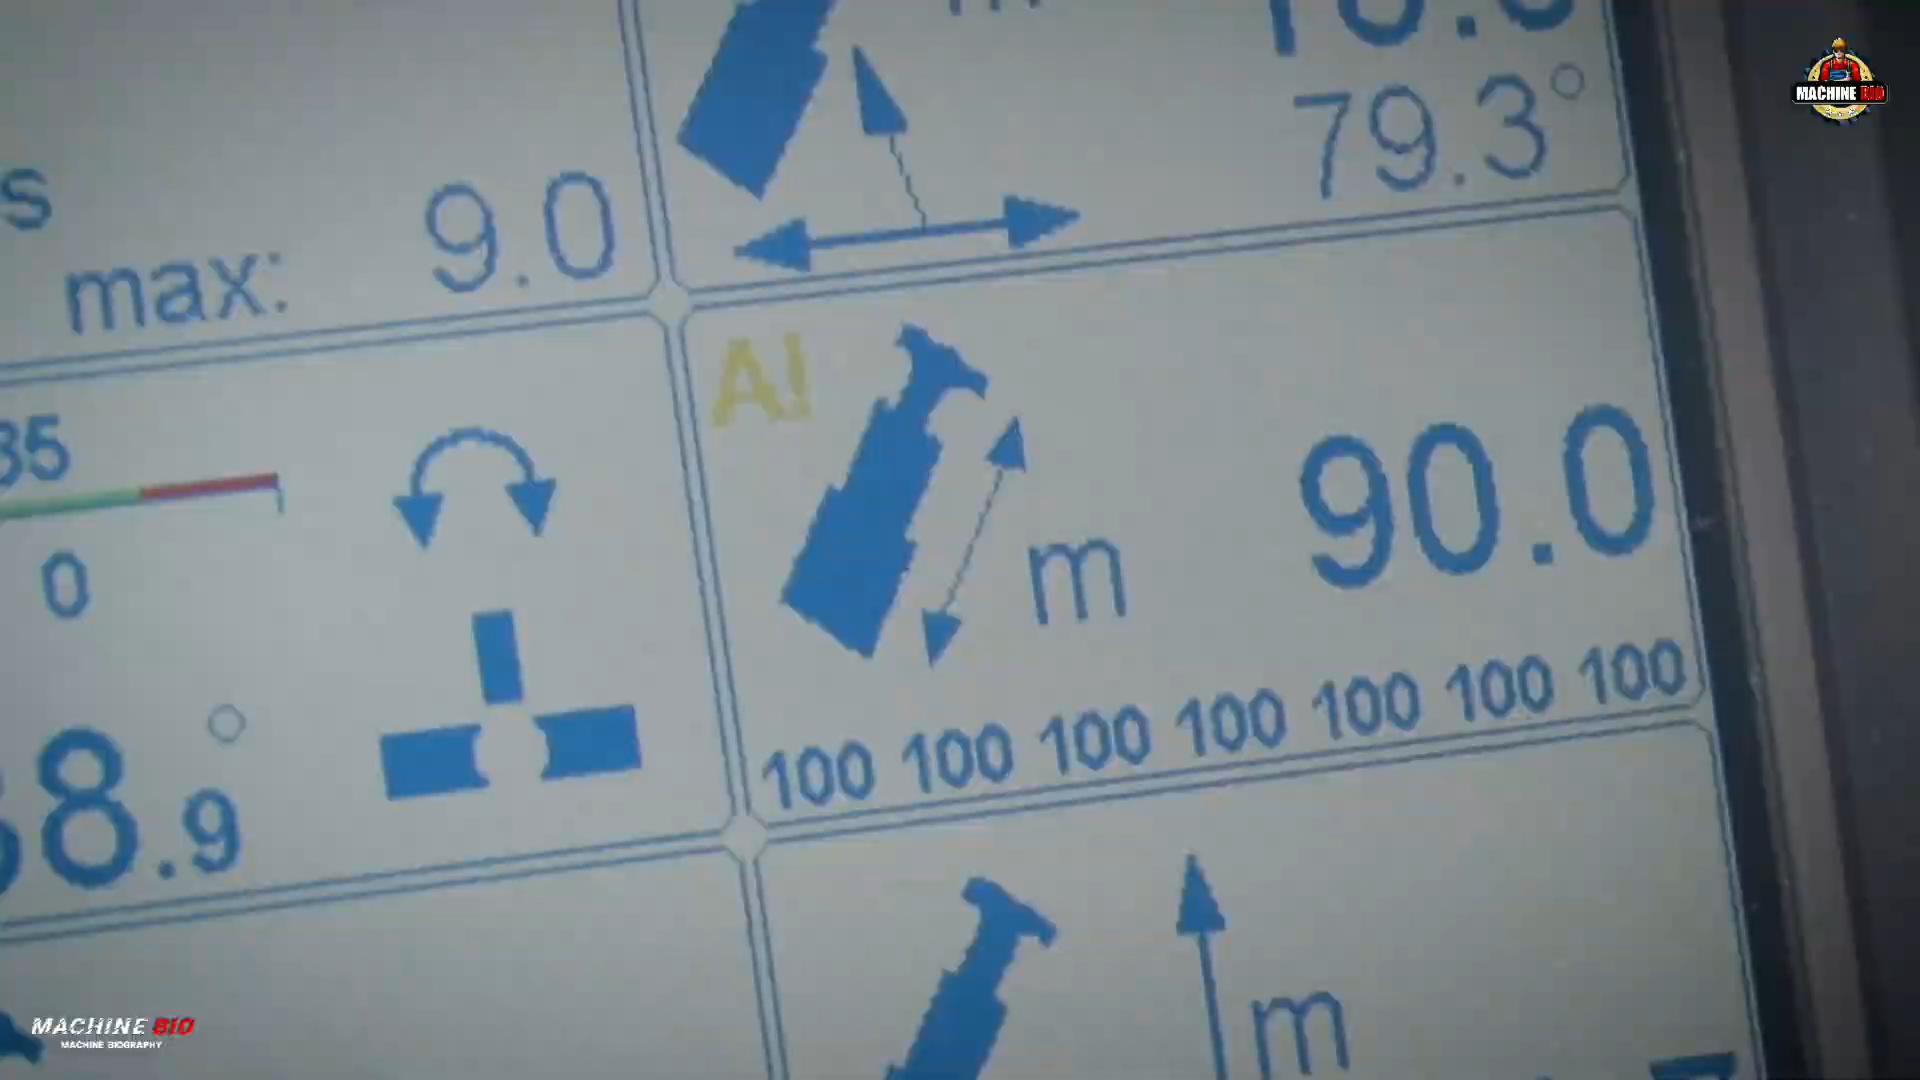 m
79.3°
s
max: 9.0
A!
35
0
m 90.0
100 100 100 100 100 100 100
8.9°
m
MACHINE BIO
MACHINE BIO
MACHINE BIOGRAPHY